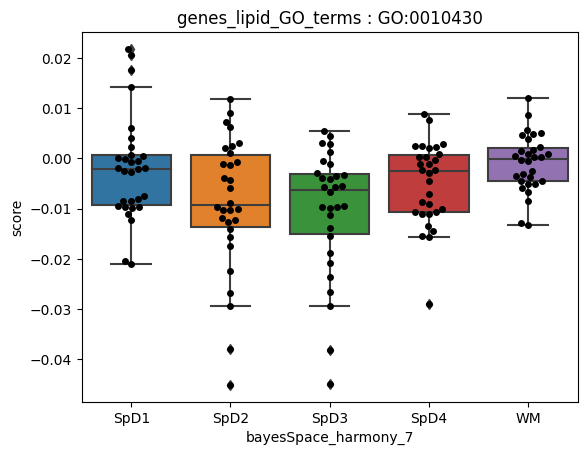 genes_lipid_GO_terms : GO:0010430
0.02
0.01
0.00
−0.01
−0.02
−0.03
−0.04
score
SpD1 SpD2 SpD3 SpD4 WM
bayesSpace_harmony_7